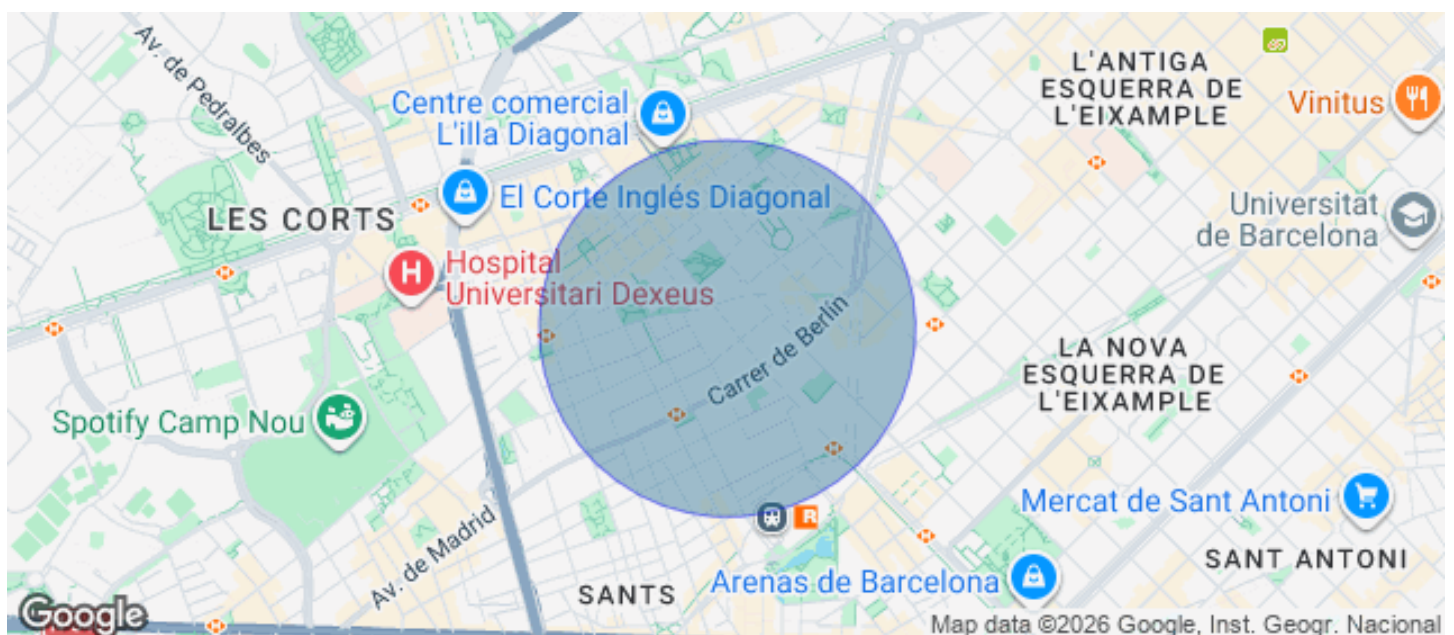 Av. de Pedralbes
L'ANTIGA
ESQUERRA DE
L'EIXAMPLE
Vinitus
Centre comercial
L'illa Diagonal
El Corte Inglés Diagonal
LES CORTS
Universitat
de Barcelona
H
Hospital
Universitari Dexeus
Carrer de Berlín
LA NOVA
ESQUERRA DE
L'EIXAMPLE
Spotify Camp Nou
Av. de Madrid
R
Mercat de Sant Antoni
SANT ANTONI
Arenas de Barcelona
SANTS
Google
Map data ©2026 Google, Inst. Geogr. Nacional